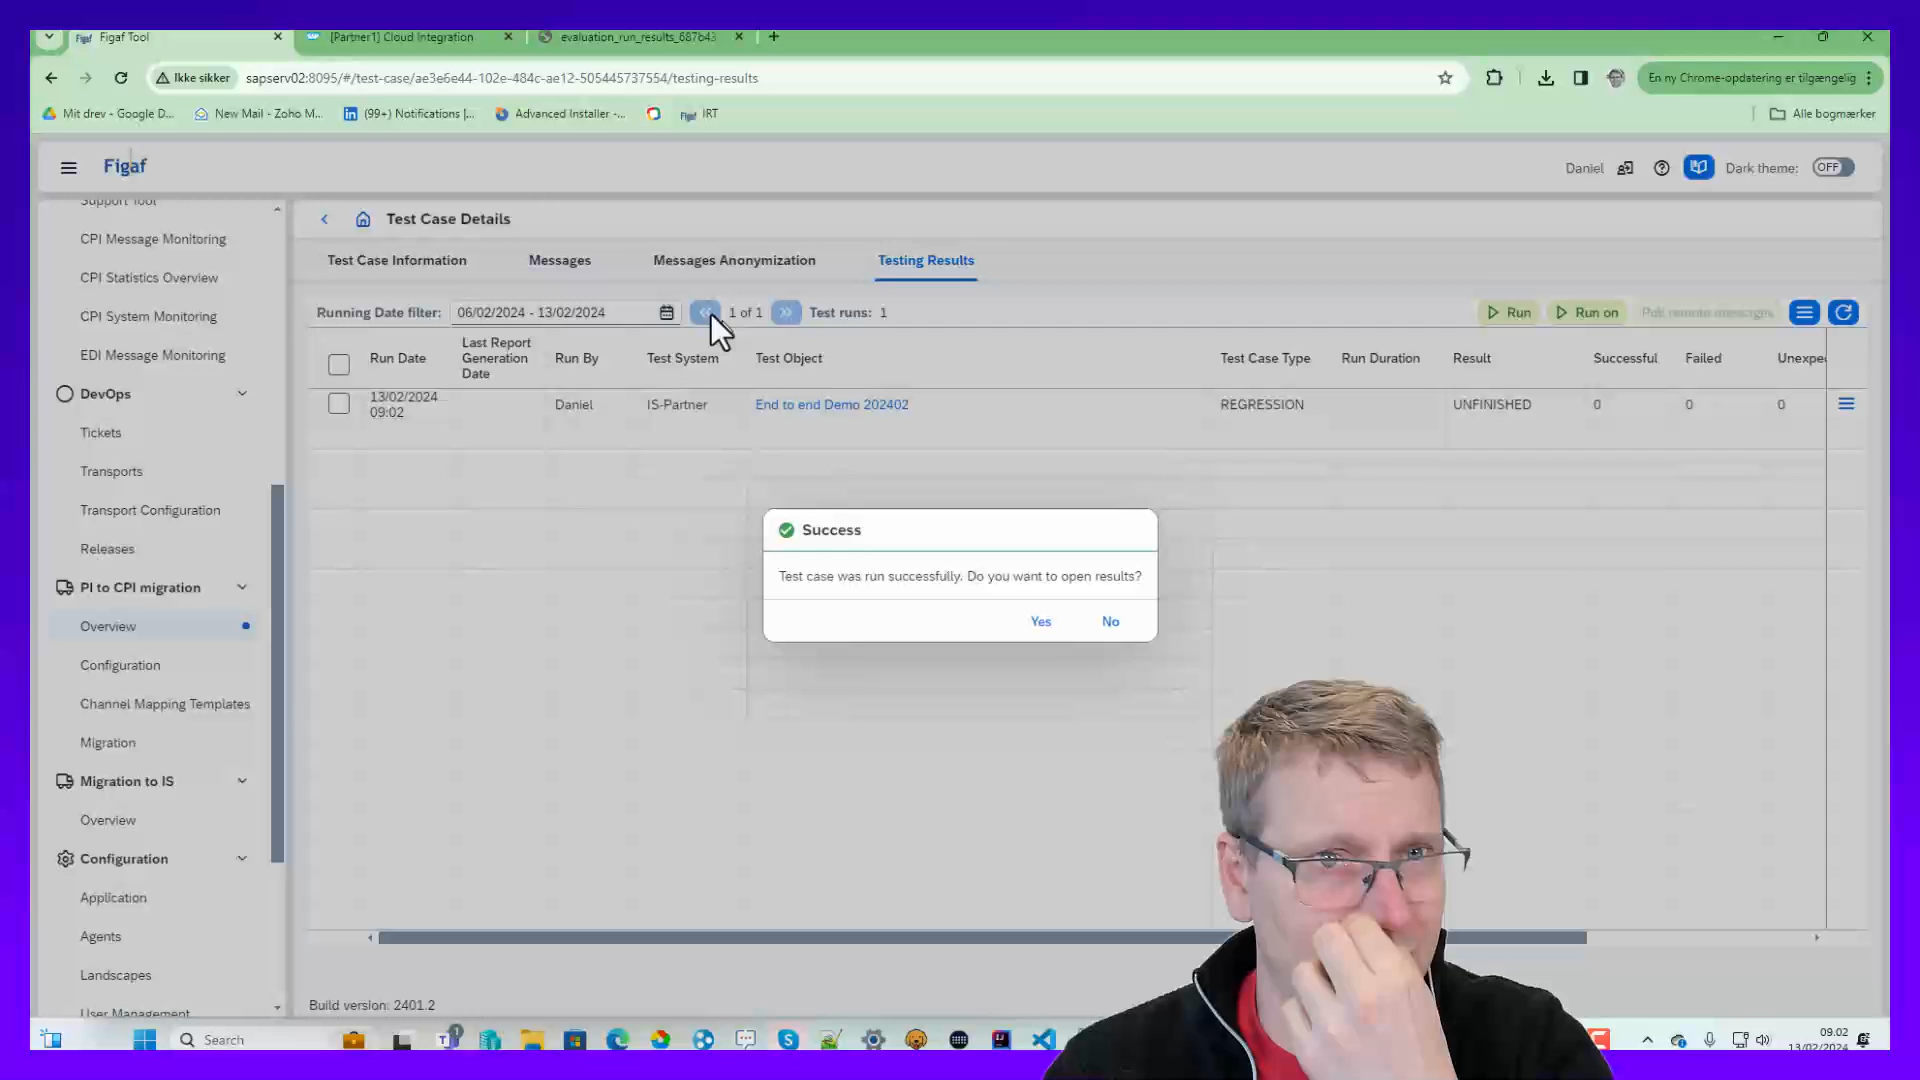 Figaf Tool
[Partner1] Cloud Integration
evaluation_run_results_687b43
Ikke sikker
sapserv02:8095/#/test-case/ae3e6e44-102e-484c-ae12-505445737554/testing-results
En ny Chrome-opdatering er tilgængelig
Mit drev - Google D...
New Mail - Zoho M...
(99+) Notifications |...
Advanced Installer -...
Figaf IRT
Alle bogmærker
Figaf
Daniel
Dark theme:
OFF
Support Tool
CPI Message Monitoring
CPI Statistics Overview
CPI System Monitoring
EDI Message Monitoring
DevOps
Tickets
Transports
Transport Configuration
Releases
PI to CPI migration
Overview
Configuration
Channel Mapping Templates
Migration
Migration to IS
Overview
Configuration
Application
Agents
Landscapes
User Management
Test Case Details
Test Case Information
Messages
Messages Anonymization
Testing Results
Running Date filter:
06/02/2024 - 13/02/2024
1 of 1
Test runs: 1
Run
Run on
Poll remote messages
Run Date
Last Report
Generation
Date
Run By
Test System
Test Object
Test Case Type
Run Duration
Result
Successful
Failed
Unexpe
13/02/2024
09:02
Daniel
IS-Partner
End to end Demo 202402
REGRESSION
UNFINISHED
0
0
0
Success
Test case was run successfully. Do you want to open results?
Yes
No
Build version: 2401.2
Search
1
09.02
13/02/2024